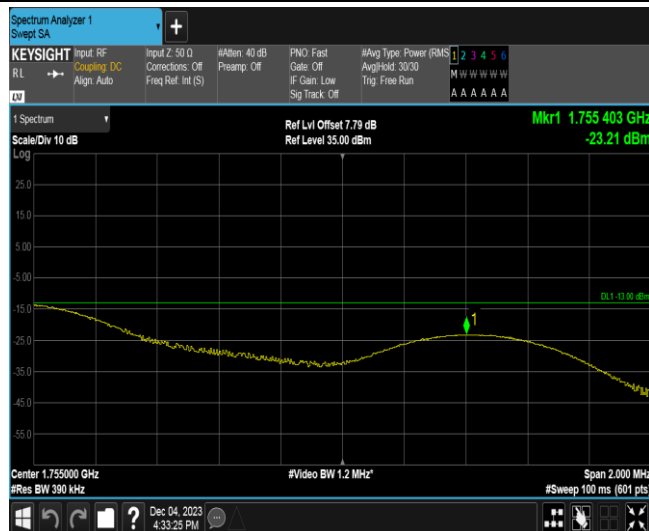 Spectrum Analyzer 1
Swept SA
KEYSIGHT
RL
LXI
Input: RF
Coupling: DC
Align: Auto
Input Z: 50 Ω
Corrections: Off
Freq Ref: Int (S)
#Atten: 40 dB
Preamp: Off
PNO: Fast
Gate: Off
IF Gain: Low
Sig Track: Off
#Avg Type: Power (RMS
Avg|Hold: 30/30
Trig: Free Run
1 2 3 4 5 6
M W W W W W
A A A A A A
1 Spectrum
Scale/Div 10 dB
Log
Ref Lvl Offset 7.79 dB
Ref Level 35.00 dBm
Mkr1 1.755 403 GHz
-23.21 dBm
25.0
15.0
5.00
-5.00
DL1 -13.00 dBm
-15.0
1
-25.0
-35.0
-45.0
-55.0
Center 1.755000 GHz
#Res BW 390 kHz
#Video BW 1.2 MHz*
Span 2.000 MHz
#Sweep 100 ms (601 pts)
?
Dec 04, 2023
4:33:25 PM